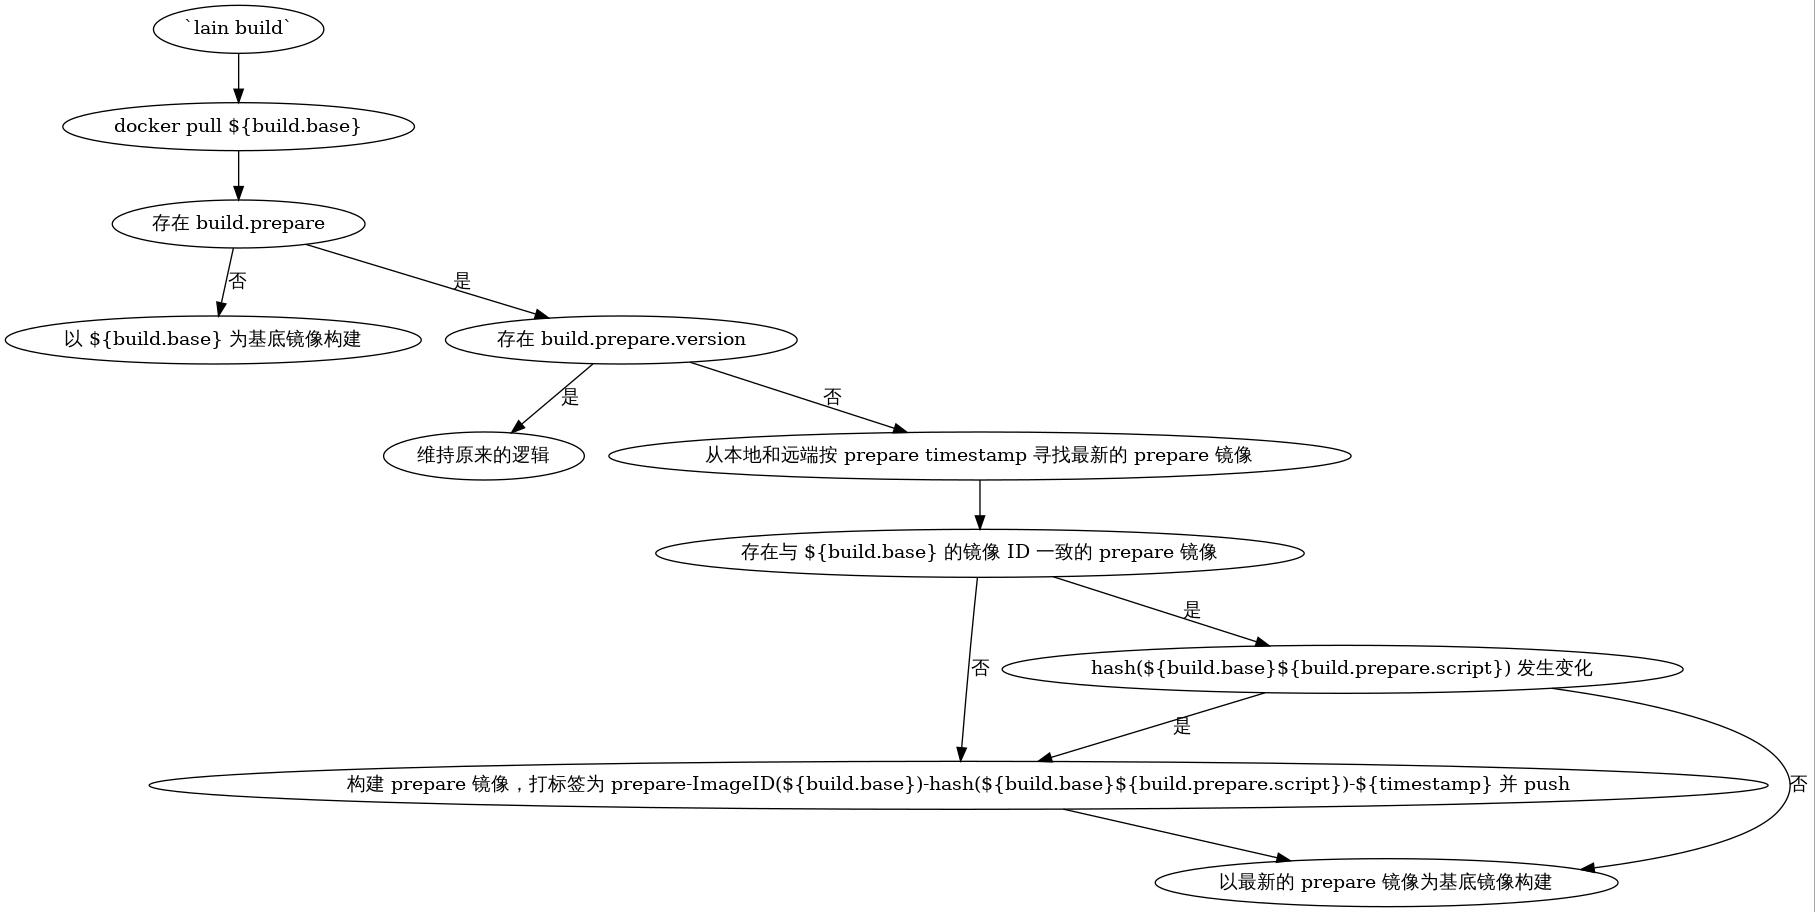 `lain build`
docker pull ${build.base}
存在 build.prepare
否
是
以 ${build.base} 为基底镜像构建
存在 build.prepare.version
是
否
维持原来的逻辑
从本地和远端按 prepare timestamp 寻找最新的 prepare 镜像
存在与 ${build.base} 的镜像 ID 一致的 prepare 镜像
是
否
hash(${build.base}${build.prepare.script}) 发生变化
是
否
构建 prepare 镜像，打标签为 prepare-ImageID(${build.base})-hash(${build.base}${build.prepare.script})-${timestamp} 并 push
以最新的 prepare 镜像为基底镜像构建